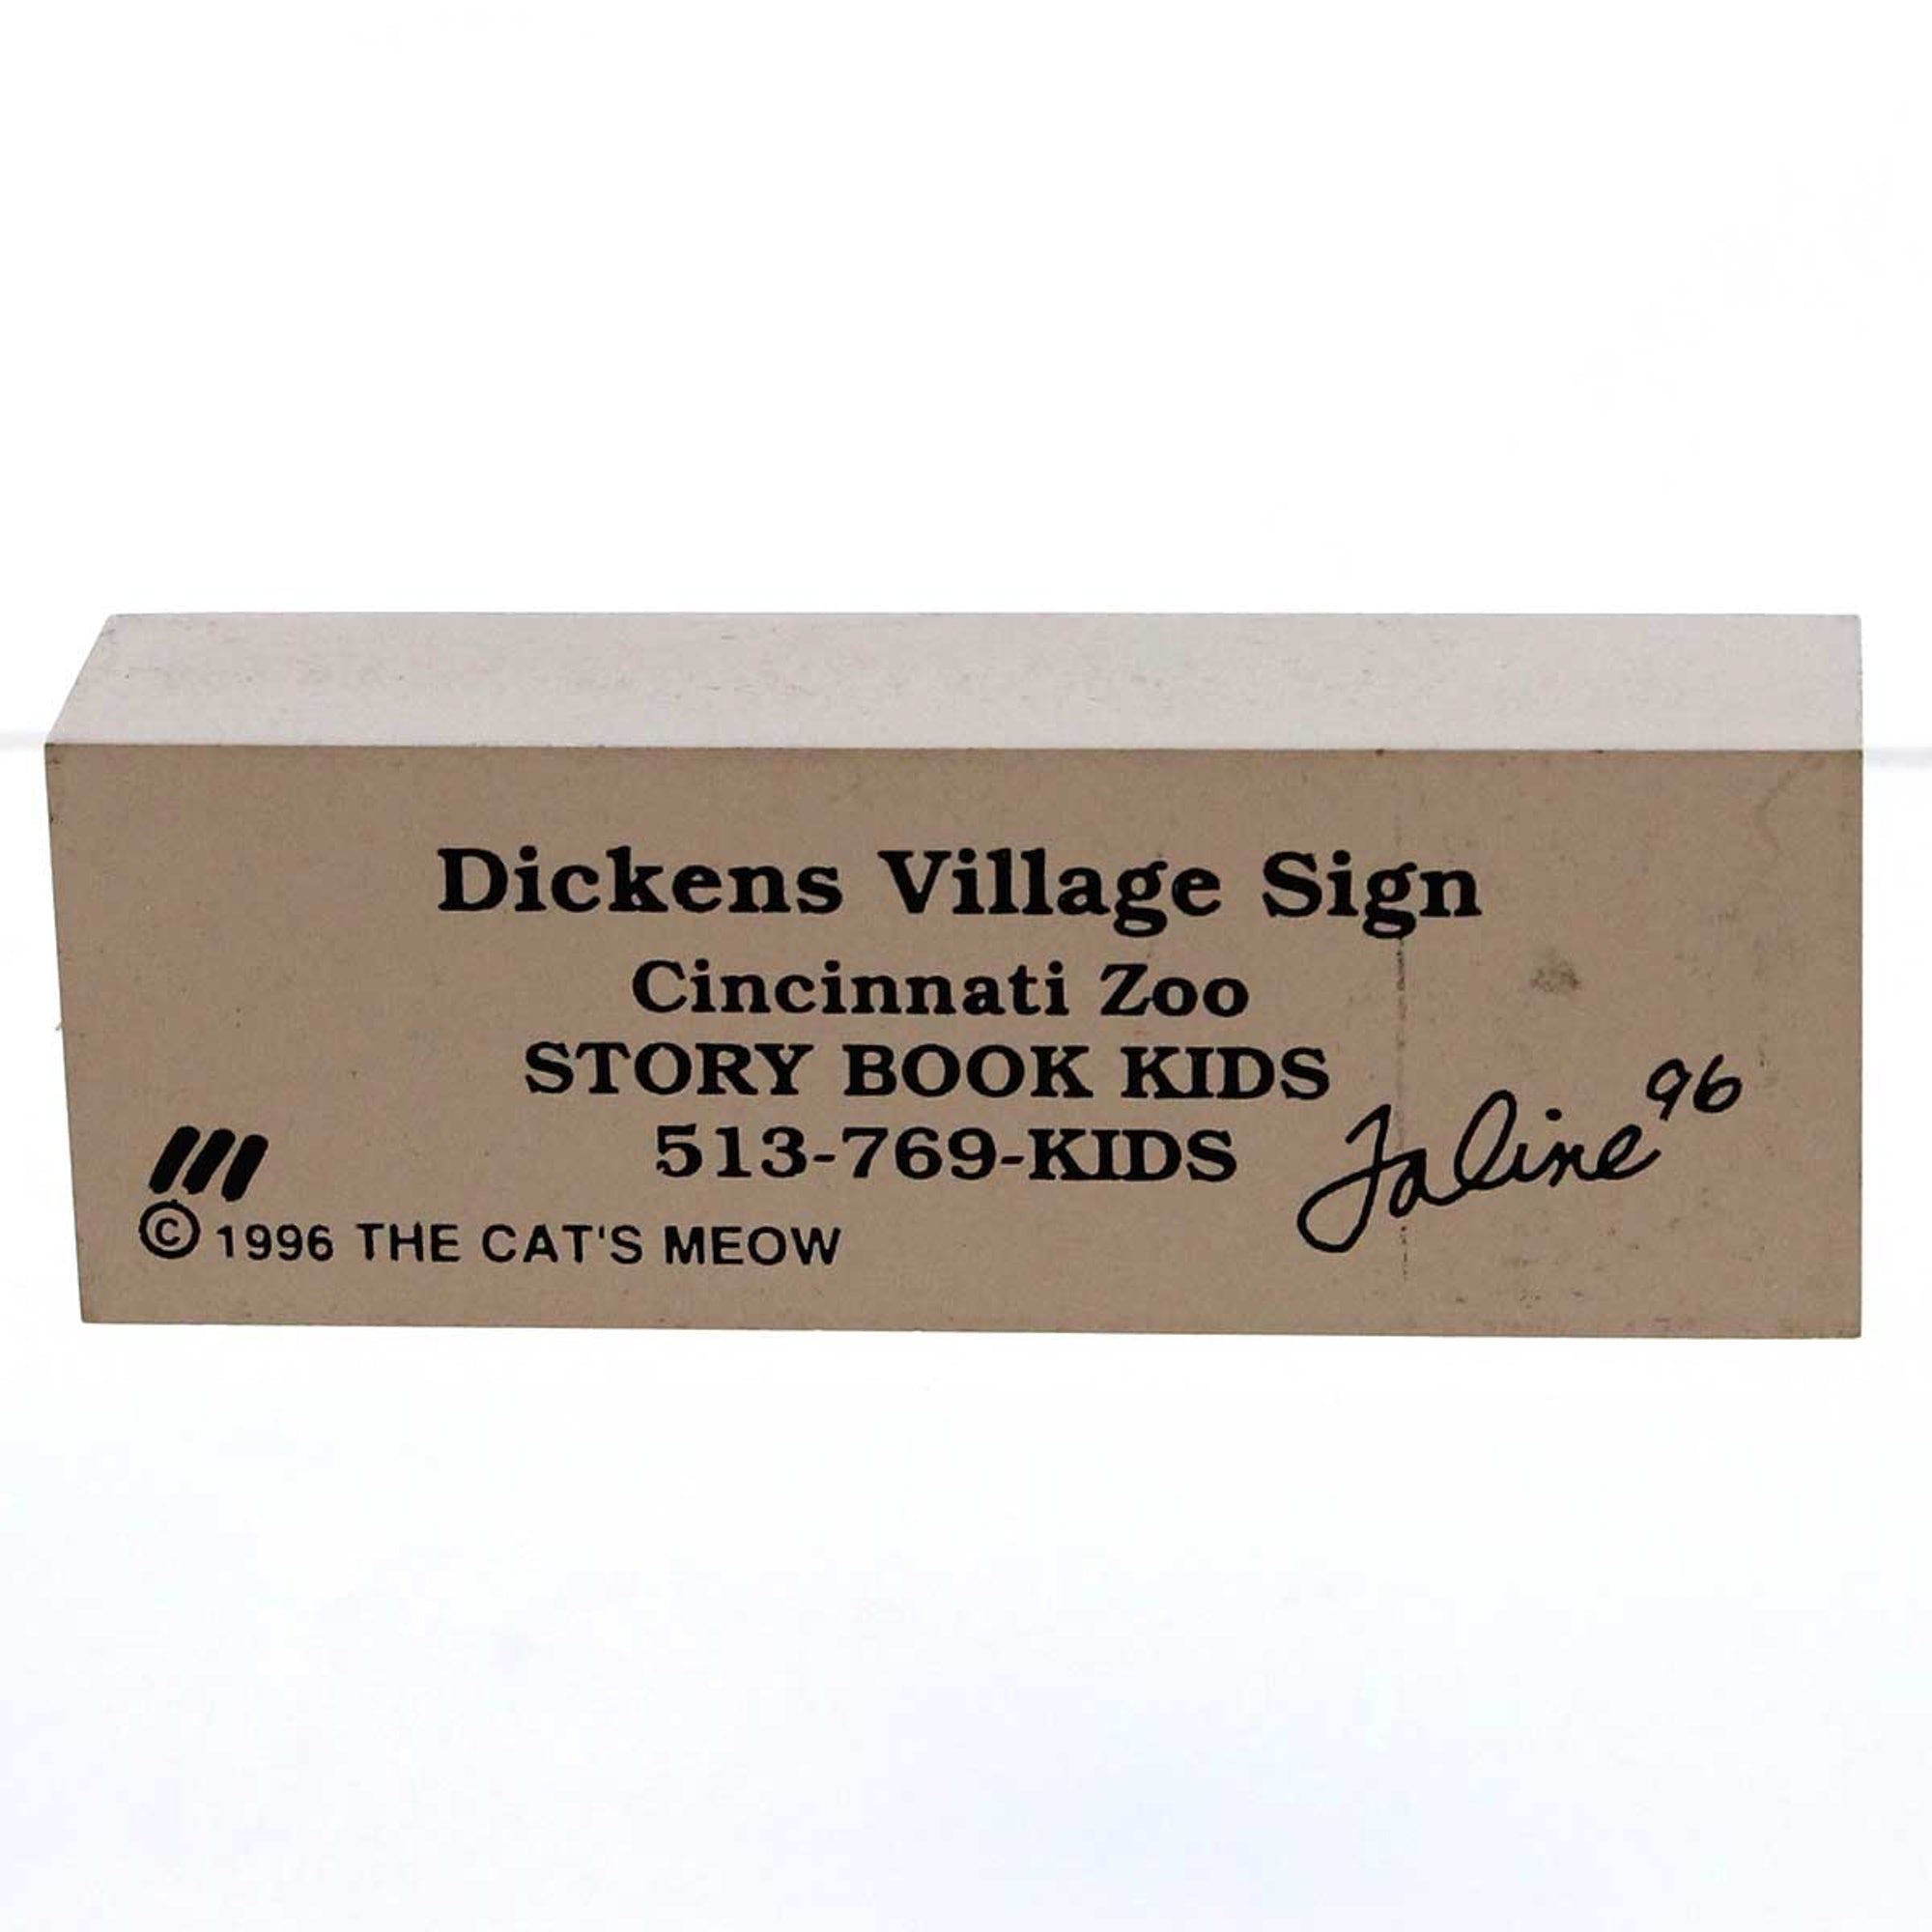 Dickens Village Sign
Cincinnati Zoo
STORY BOOK KIDS
513-769-KIDS
Faline 96
© 1996 THE CAT'S MEOW